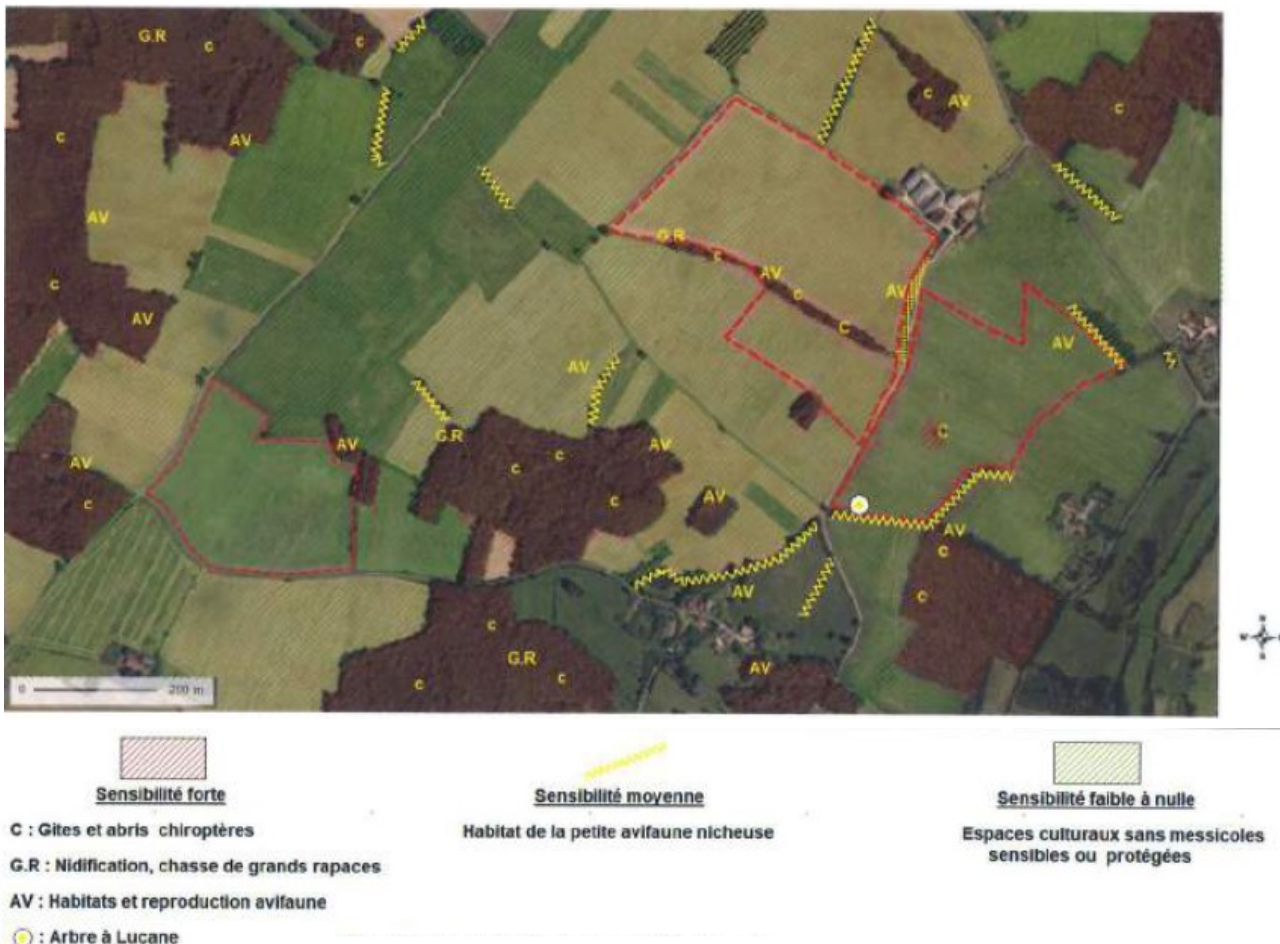 G.R
C
C
C
AV
C
AV
C
AV
G.R
C
AV
C
AV
C
AV
C
AV
AV
AV
C
AV
G.R
AV
C
C
C
AV
C
AV
C
AV
C
C
AV
C
G.R
C
C
AV
0 200 m
N
W
S
Sensibilité forte
Sensibilité moyenne
Sensibilité faible à nulle
C : Gites et abris chiroptères
Habitat de la petite avifaune nicheuse
Espaces culturaux sans messicoles
sensibles ou protégées
G.R : Nidification, chasse de grands rapaces
AV : Habitats et reproduction avifaune
: Arbre à Lucane